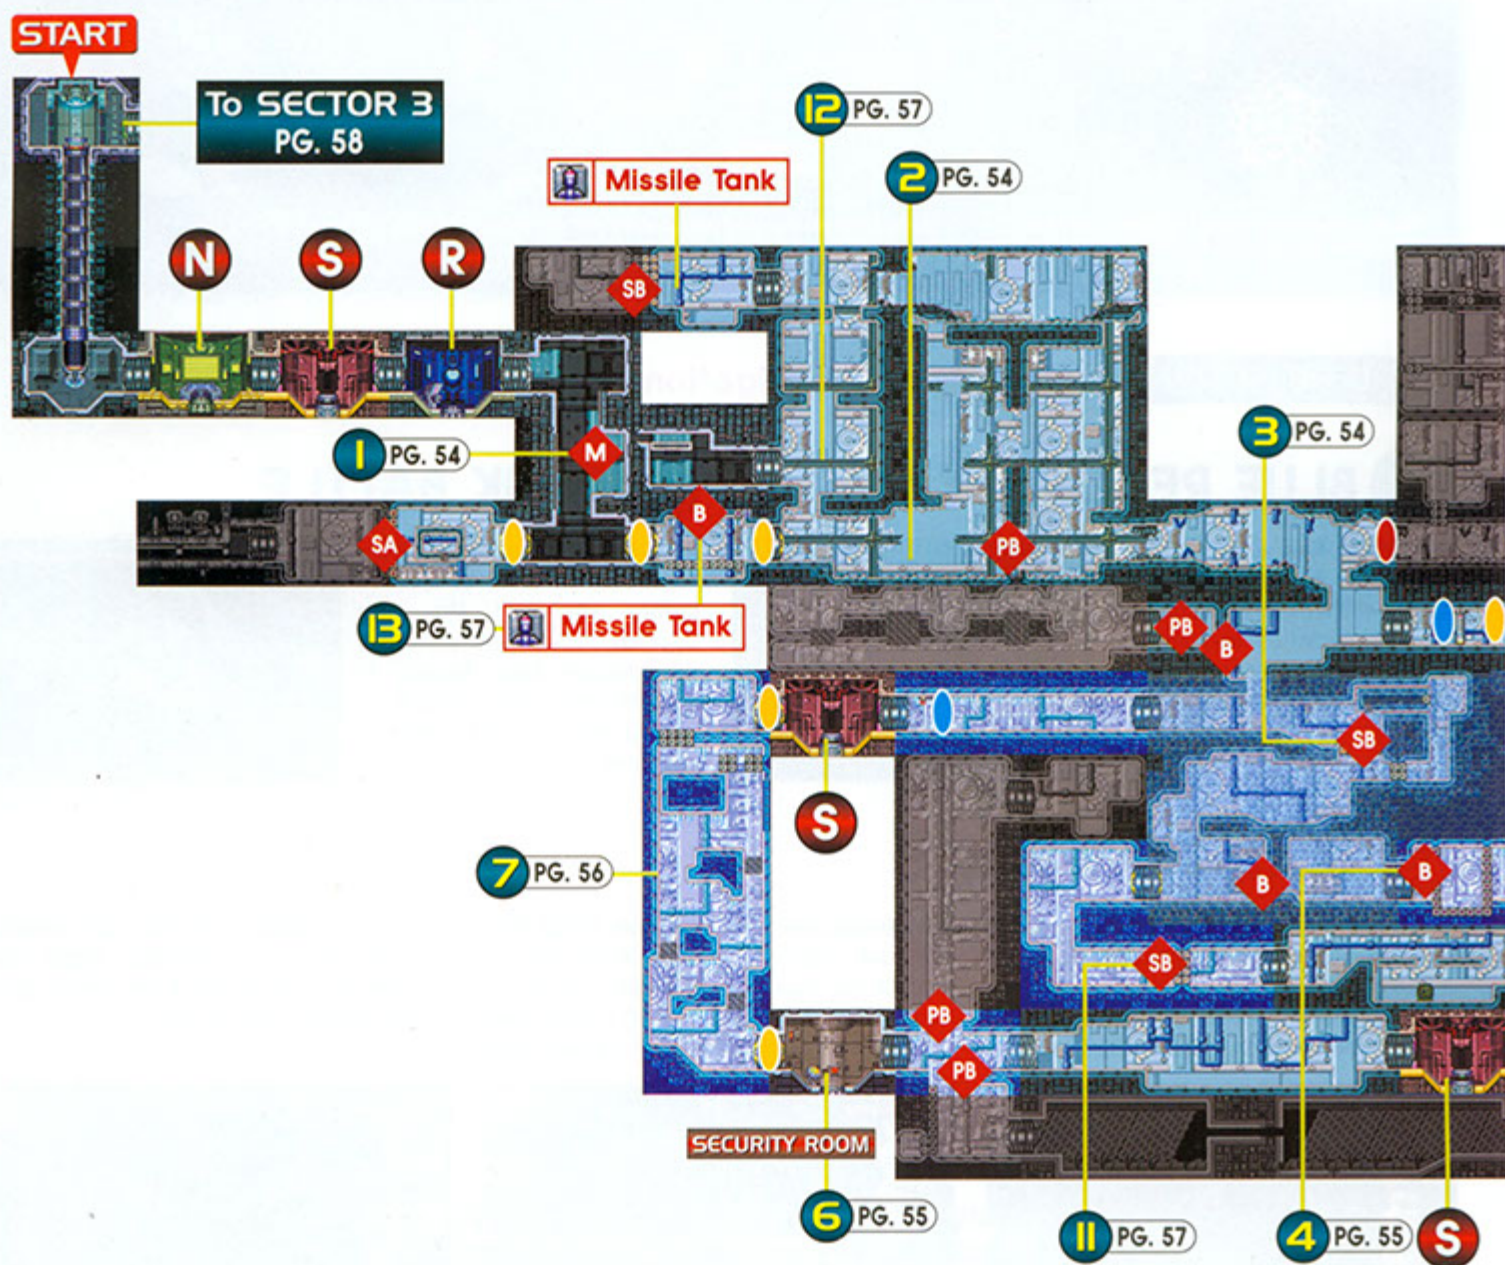 START
To SECTOR 3
PG. 58
12 PG. 57
2 PG. 54
Missile Tank
N
S
R
SB
3 PG. 54
1 PG. 54
M
B
SA
PB
13 PG. 57
Missile Tank
PB
B
SB
S
7 PG. 56
B
B
SB
PB
PB
SECURITY ROOM
6 PG. 55
11 PG. 57
4 PG. 55
S